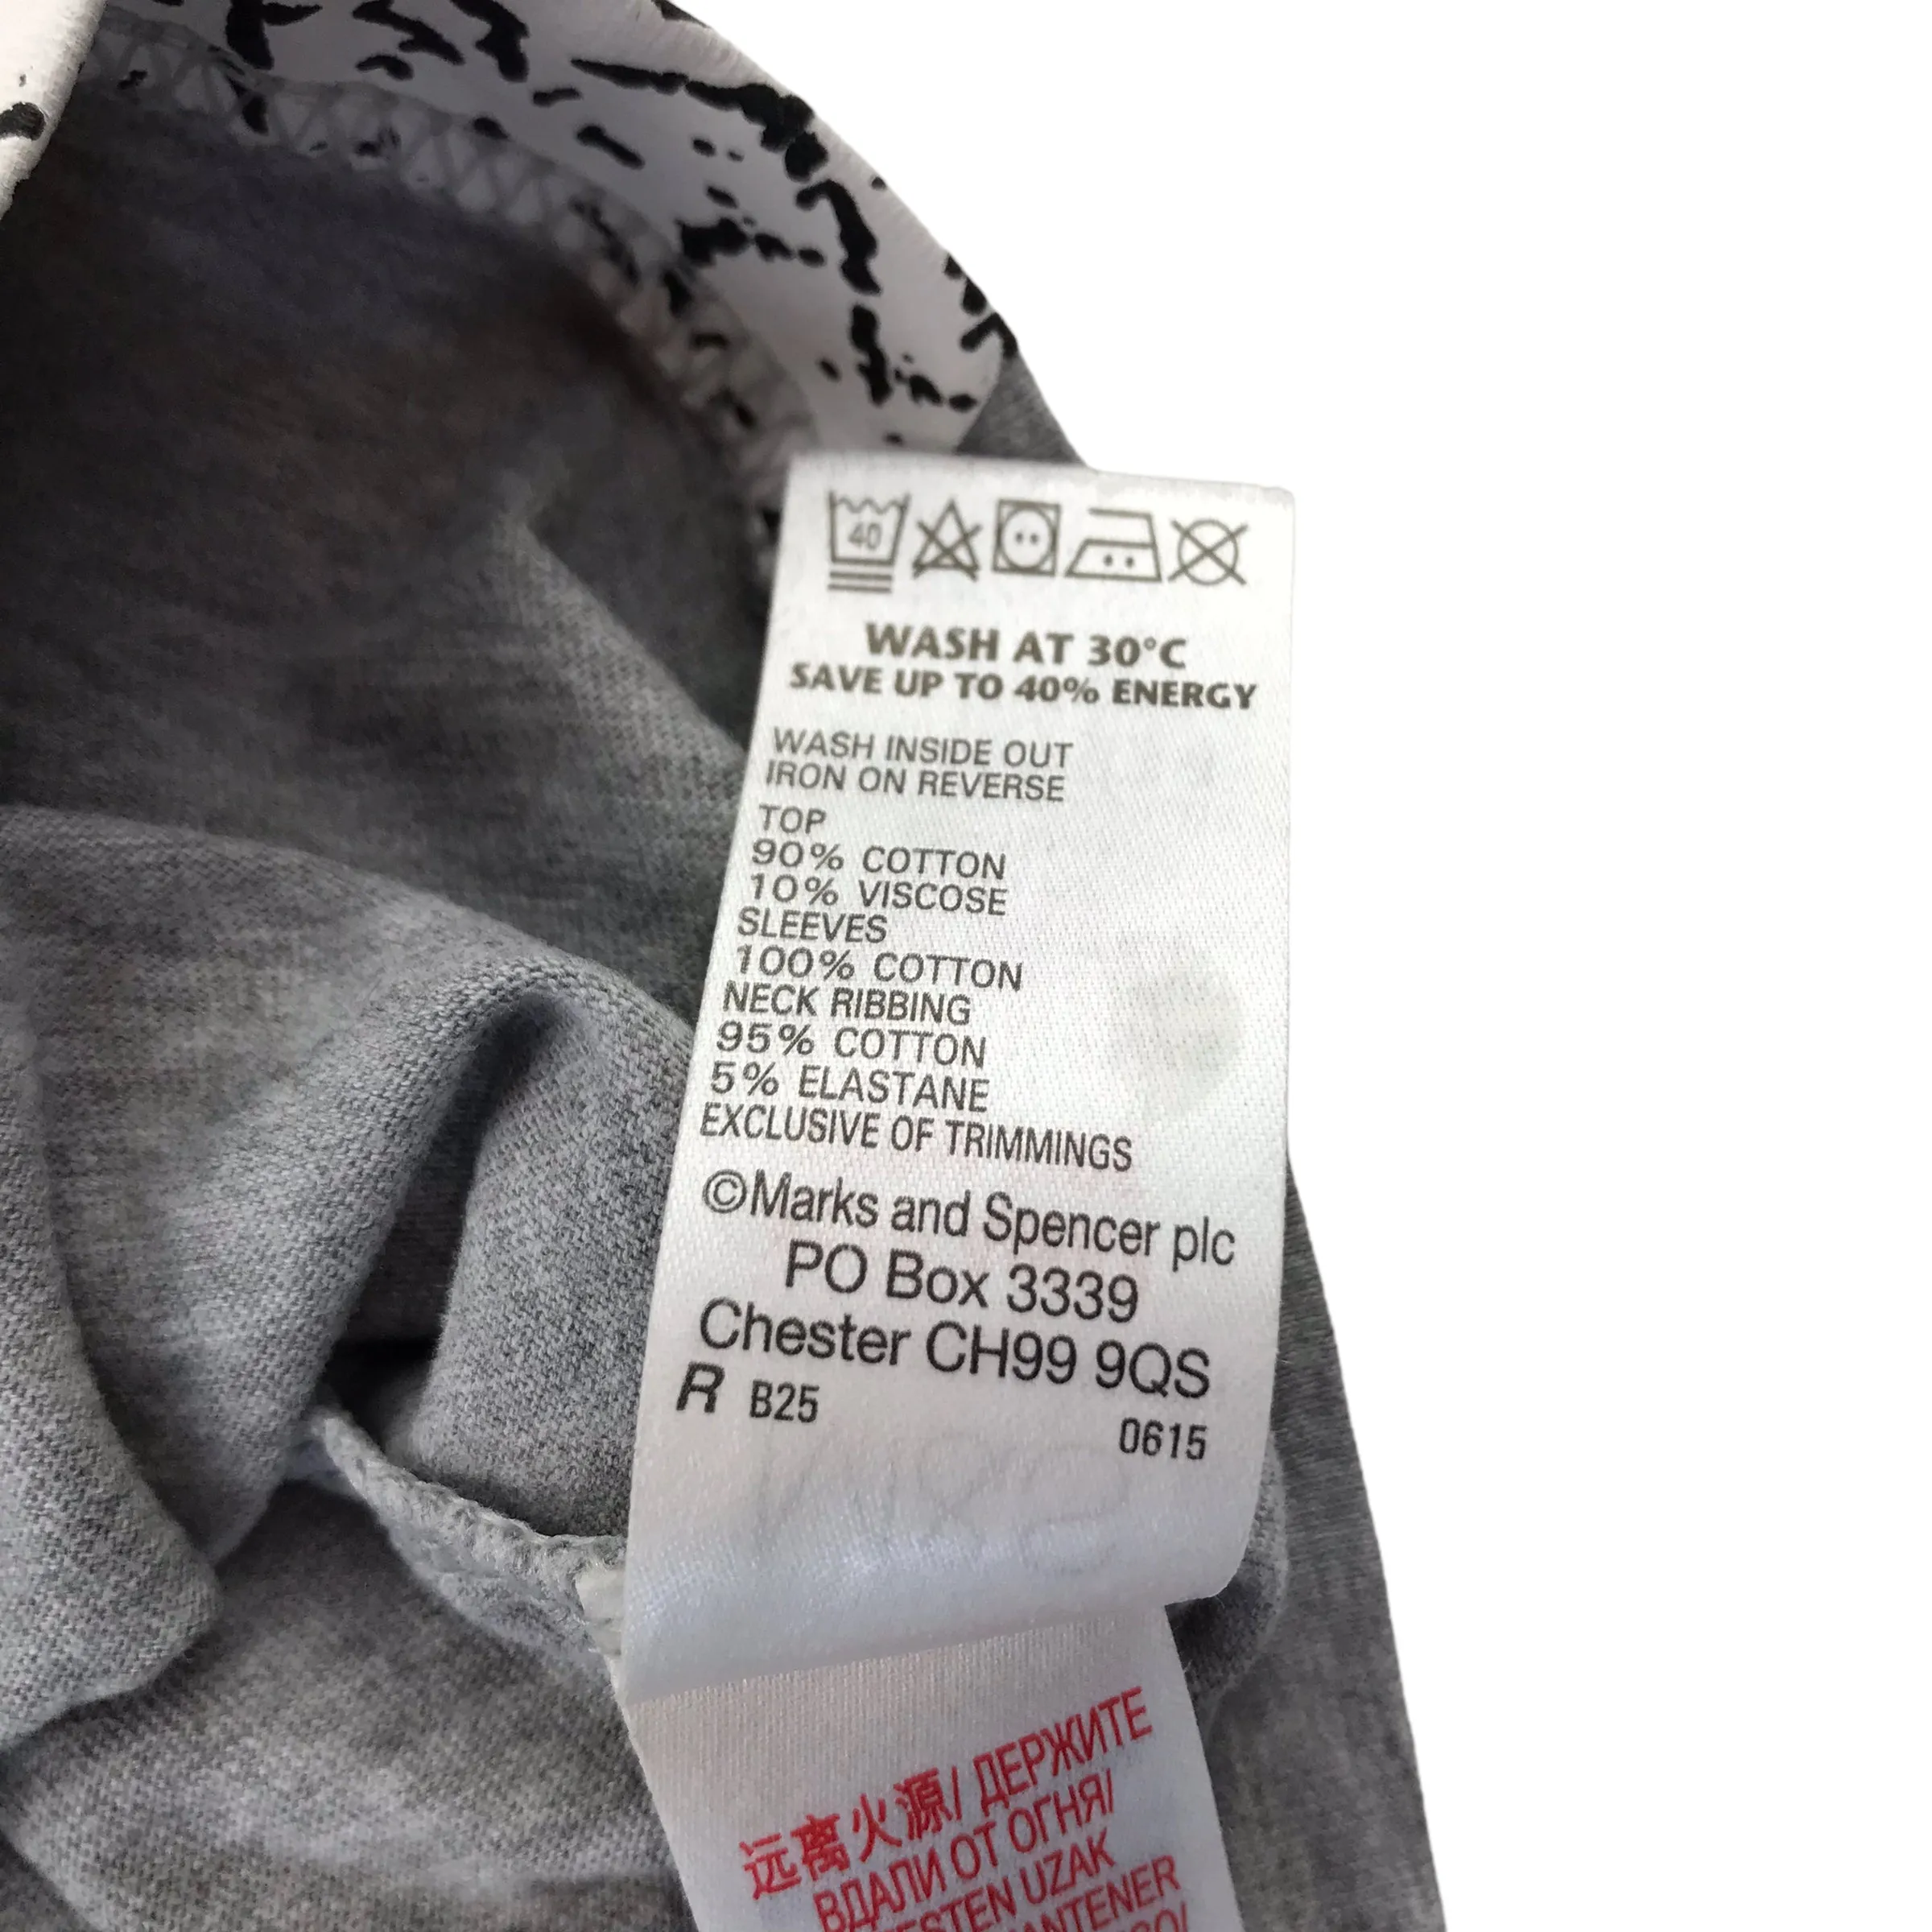 40
WASH AT 30°C
SAVE UP TO 40% ENERGY
WASH INSIDE OUT
IRON ON REVERSE
TOP
90% COTTON
10% VISCOSE
SLEEVES
100% COTTON
NECK RIBBING
95% COTTON
5% ELASTANE
EXCLUSIVE OF TRIMMINGS
©Marks and Spencer plc
PO Box 3339
Chester CH99 9QS
R B25 0615
远离火源/ ДЕРЖИТЕ
ВДАЛИ ОТ ОГНЯ/
UZAK